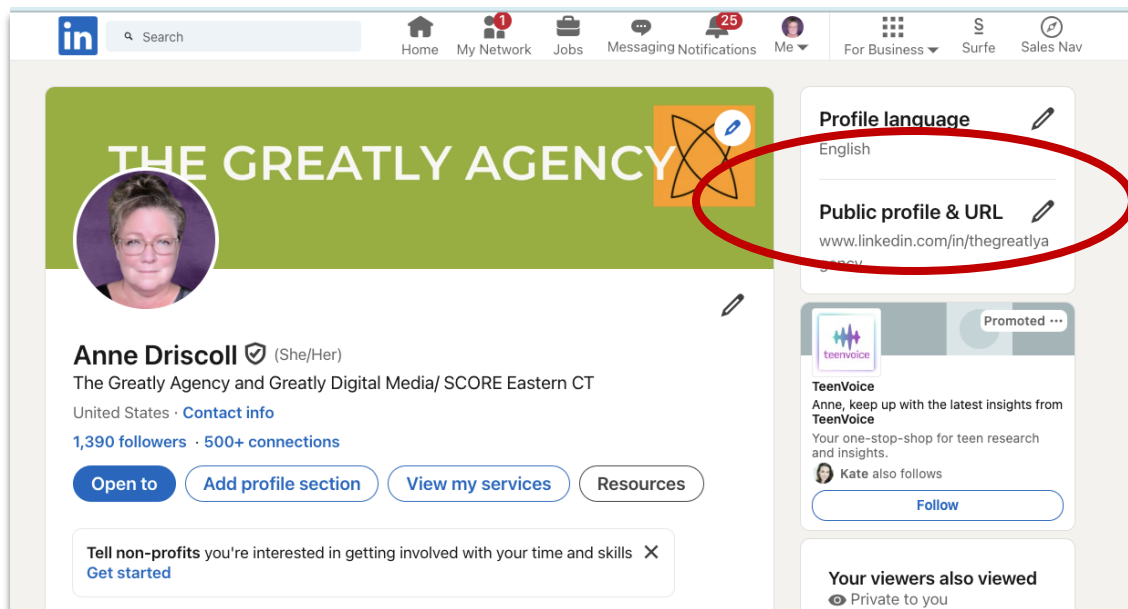 in
Search
Home
My Network
1
Jobs
Messaging
Notifications
25
Me
For Business
S
Surfe
Sales Nav
THE GREATLY AGENCY
Anne Driscoll (She/Her)
The Greatly Agency and Greatly Digital Media/ SCORE Eastern CT
United States · Contact info
1,390 followers · 500+ connections
Open to
Add profile section
View my services
Resources
Tell non-profits you're interested in getting involved with your time and skills
Get started
Profile language
English
Public profile & URL
www.linkedin.com/in/thegreatlya
gency
Promoted
teenvoice
TeenVoice
Anne, keep up with the latest insights from
TeenVoice
Your one-stop-shop for teen research
and insights.
Kate also follows
Follow
Your viewers also viewed
Private to you